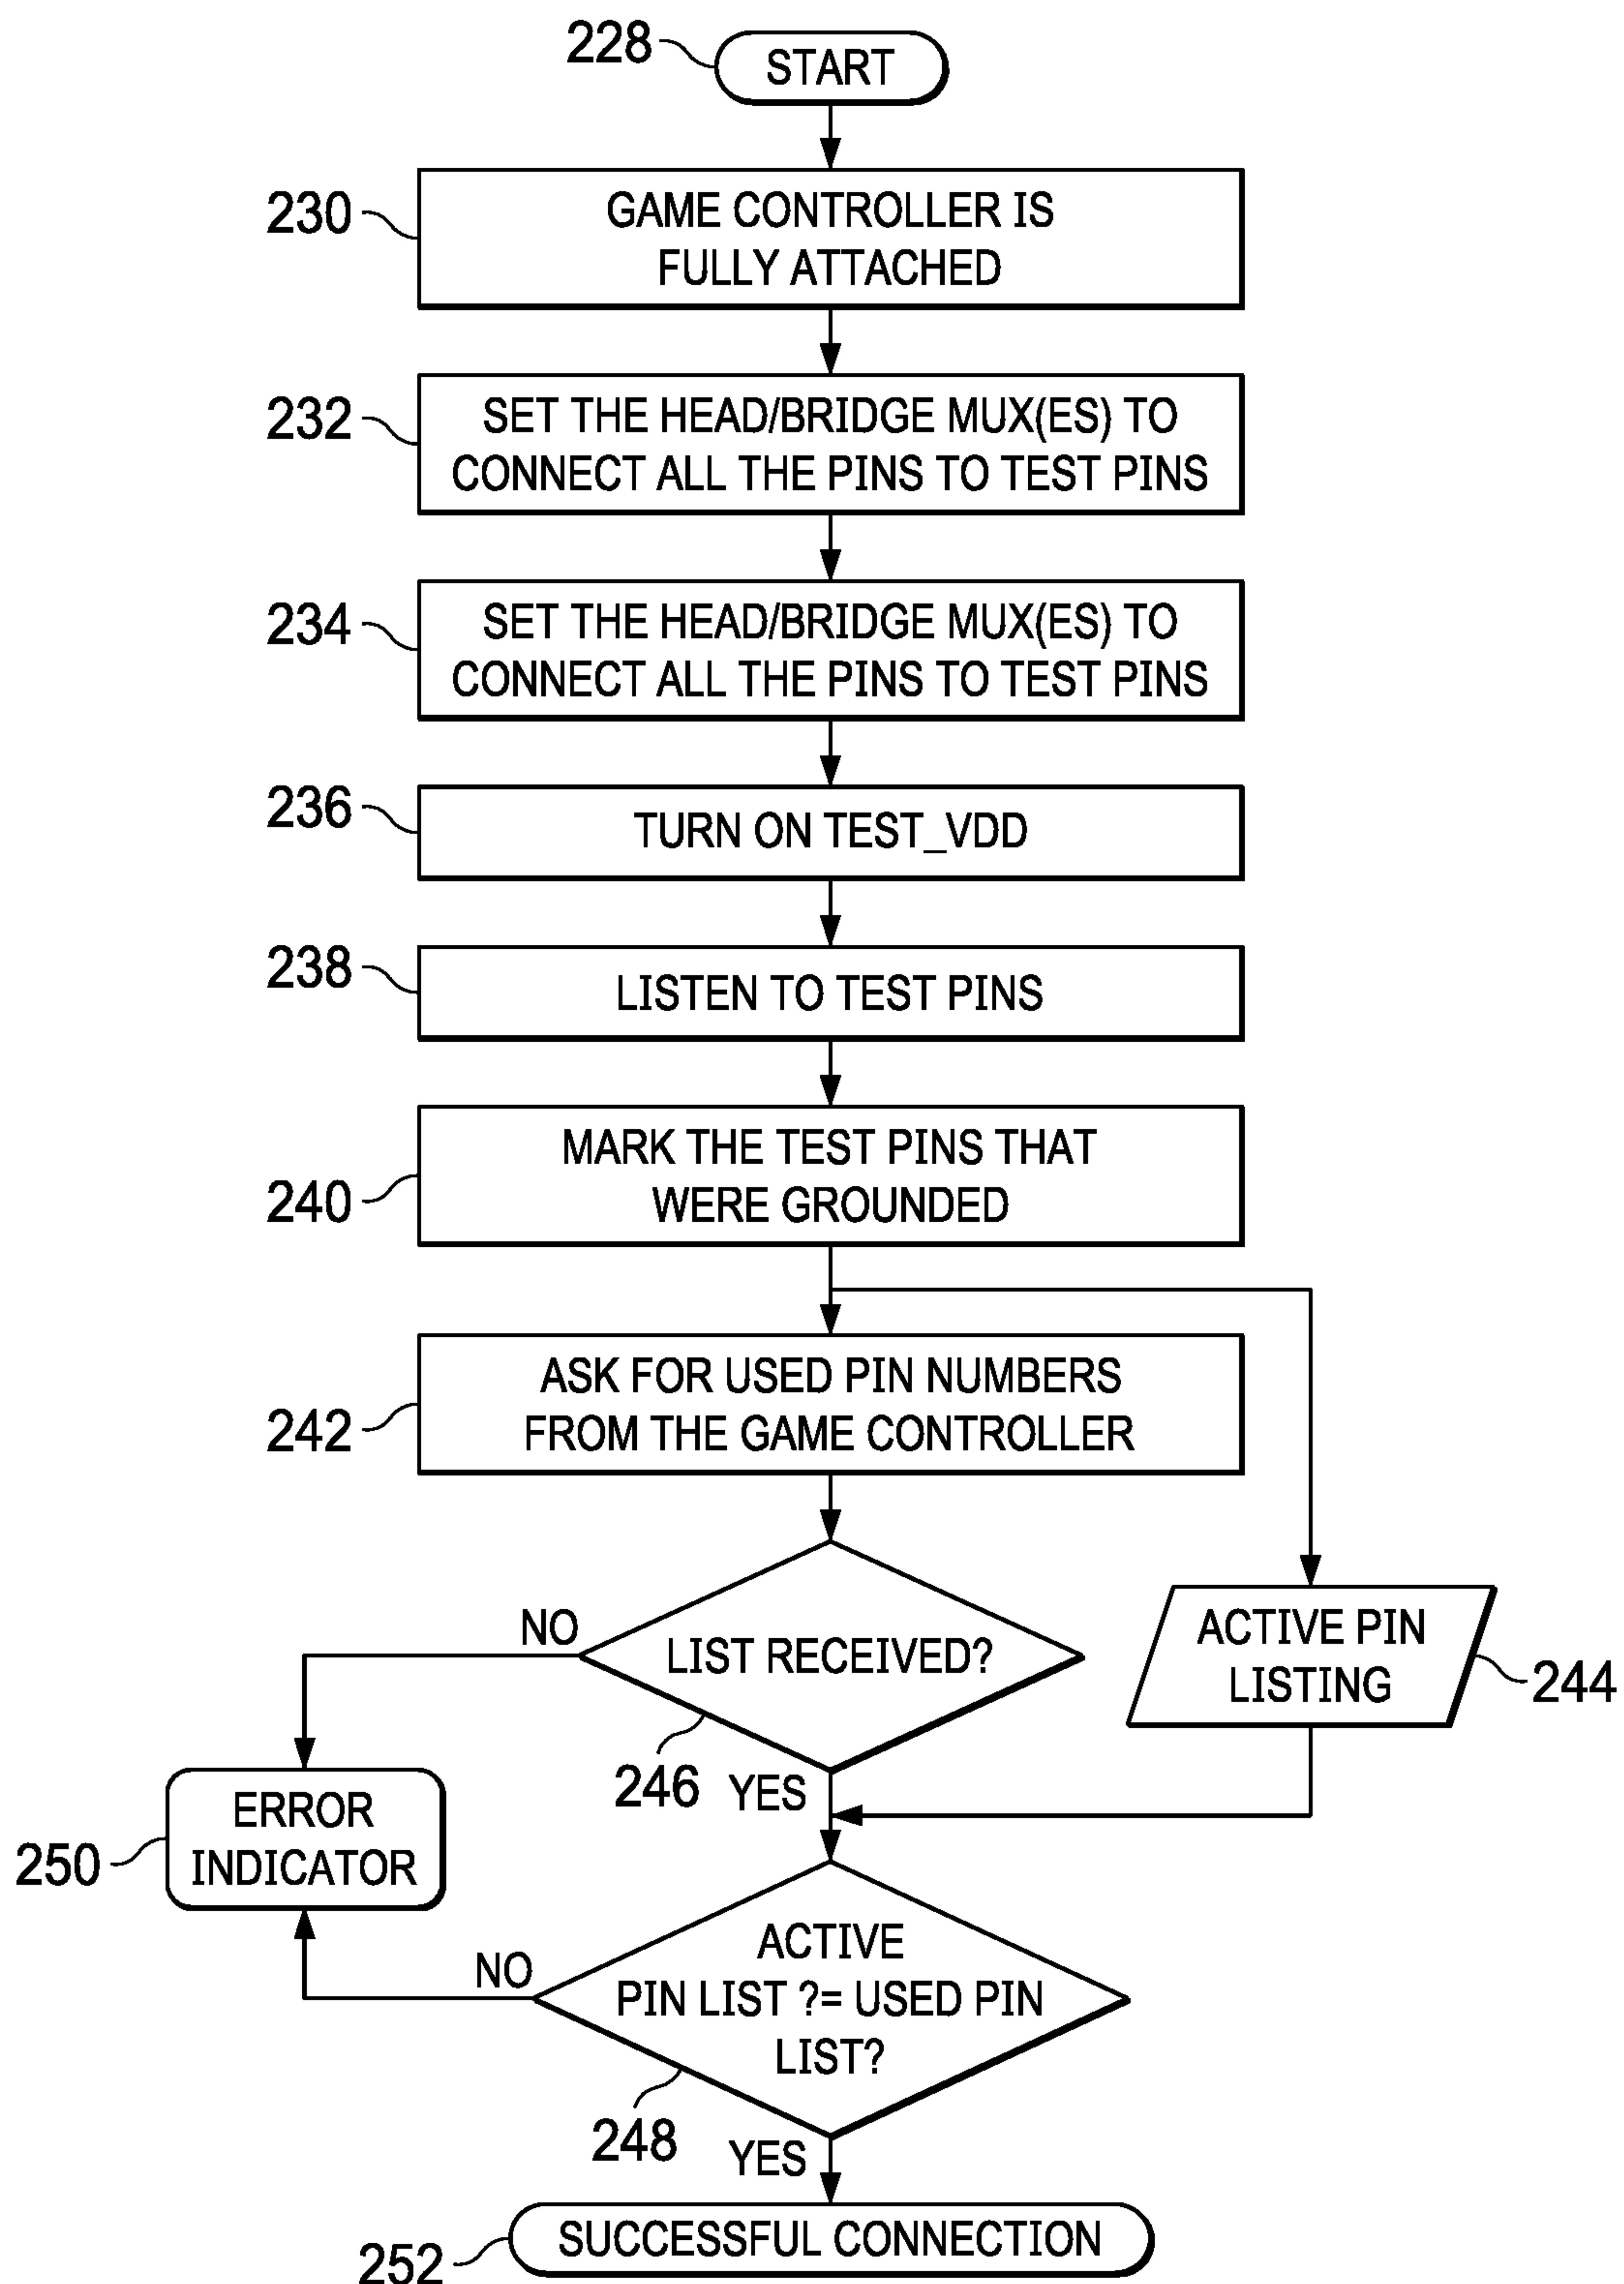 228
START
230
GAME CONTROLLER IS
FULLY ATTACHED
232
SET THE HEAD/BRIDGE MUX(ES) TO
CONNECT ALL THE PINS TO TEST PINS
234
SET THE HEAD/BRIDGE MUX(ES) TO
CONNECT ALL THE PINS TO TEST PINS
236
TURN ON TEST_VDD
238
LISTEN TO TEST PINS
240
MARK THE TEST PINS THAT
WERE GROUNDED
242
ASK FOR USED PIN NUMBERS
FROM THE GAME CONTROLLER
NO
LIST RECEIVED?
246
YES
ACTIVE PIN
LISTING
244
250
ERROR
INDICATOR
NO
ACTIVE
PIN LIST ?= USED PIN
LIST?
248
YES
252
SUCCESSFUL CONNECTION